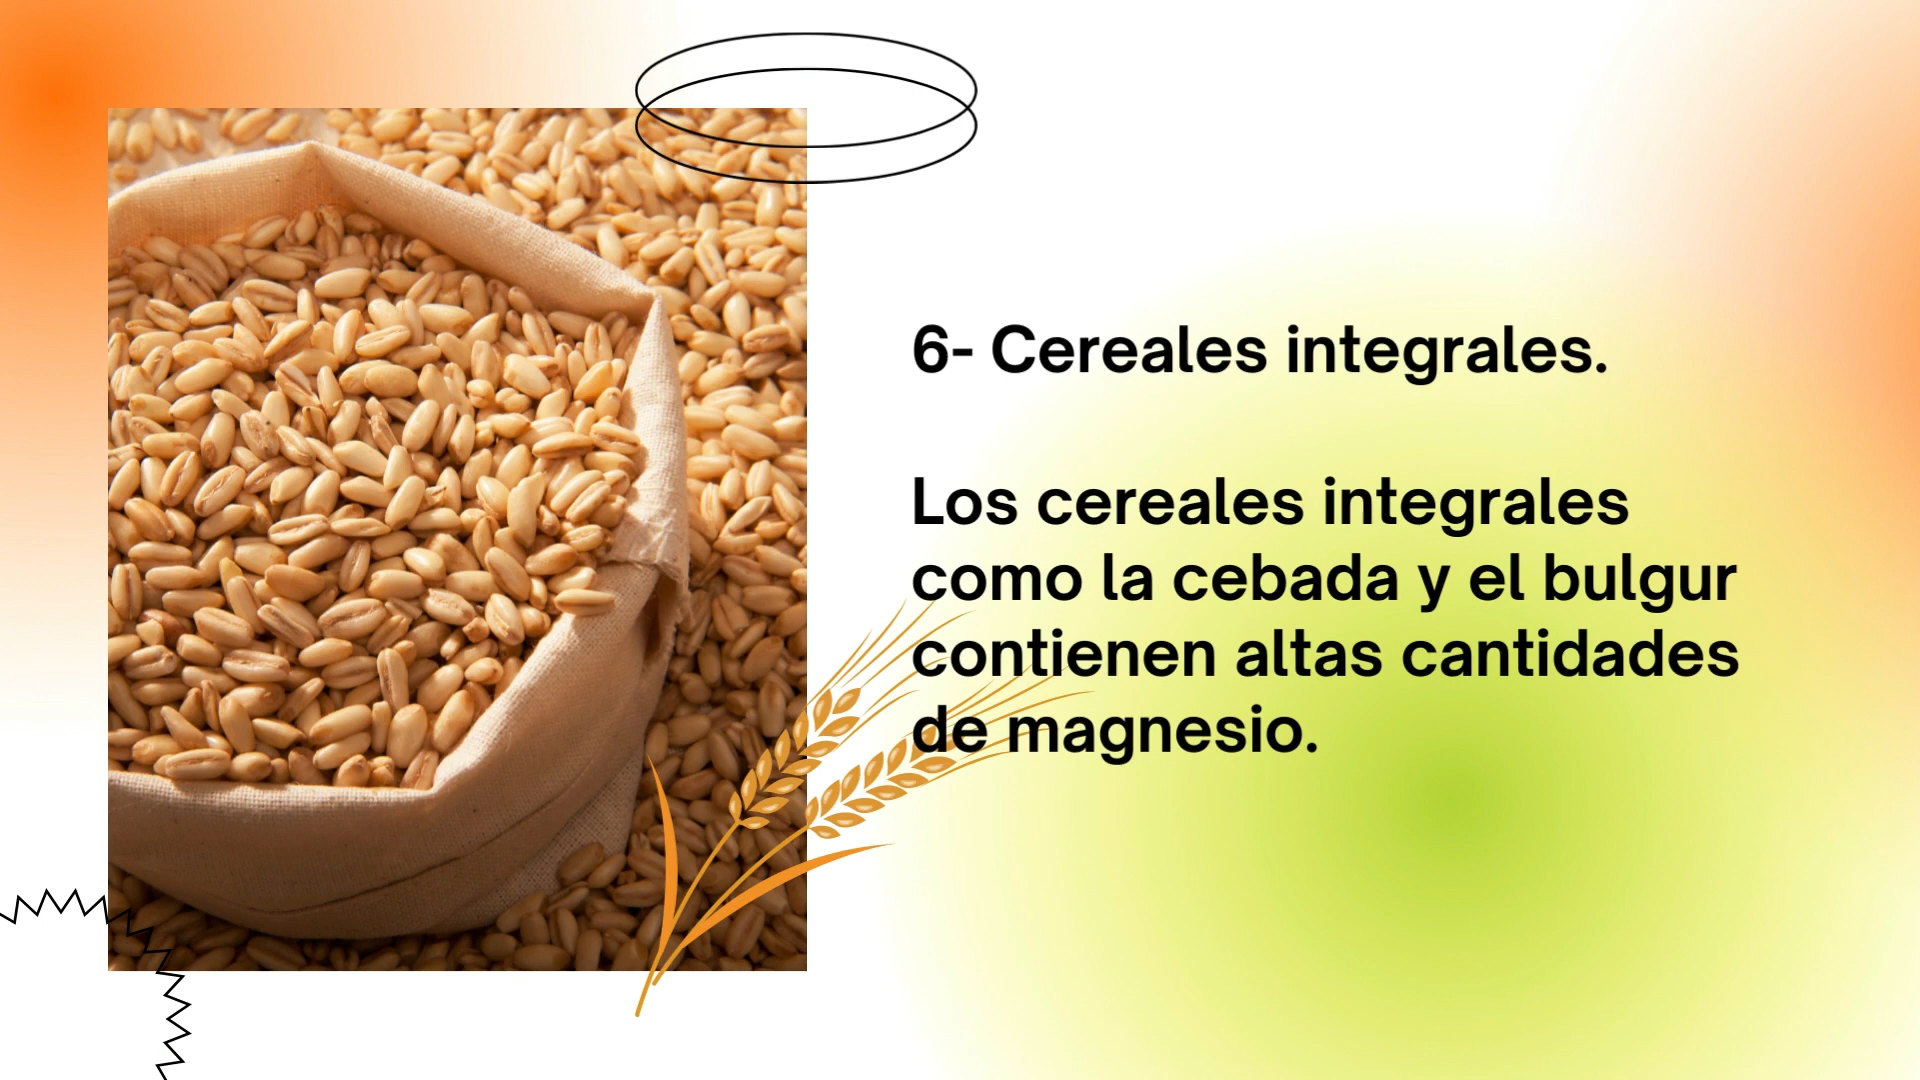 6- Cereales integrales.
Los cereales integrales
como la cebada y el bulgur
contienen altas cantidades
de magnesio.